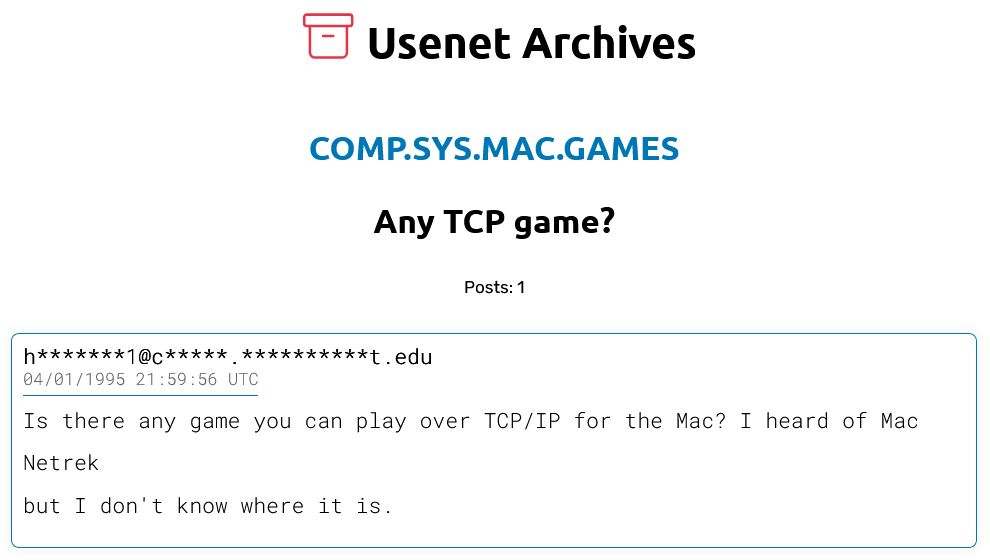 Usenet Archives
COMP.SYS.MAC.GAMES
Any TCP game?
Posts: 1
h*******1@c*****.**********t.edu
04/01/1995 21:59:56 UTC
Is there any game you can play over TCP/IP for the Mac? I heard of Mac
Netrek
but I don't know where it is.